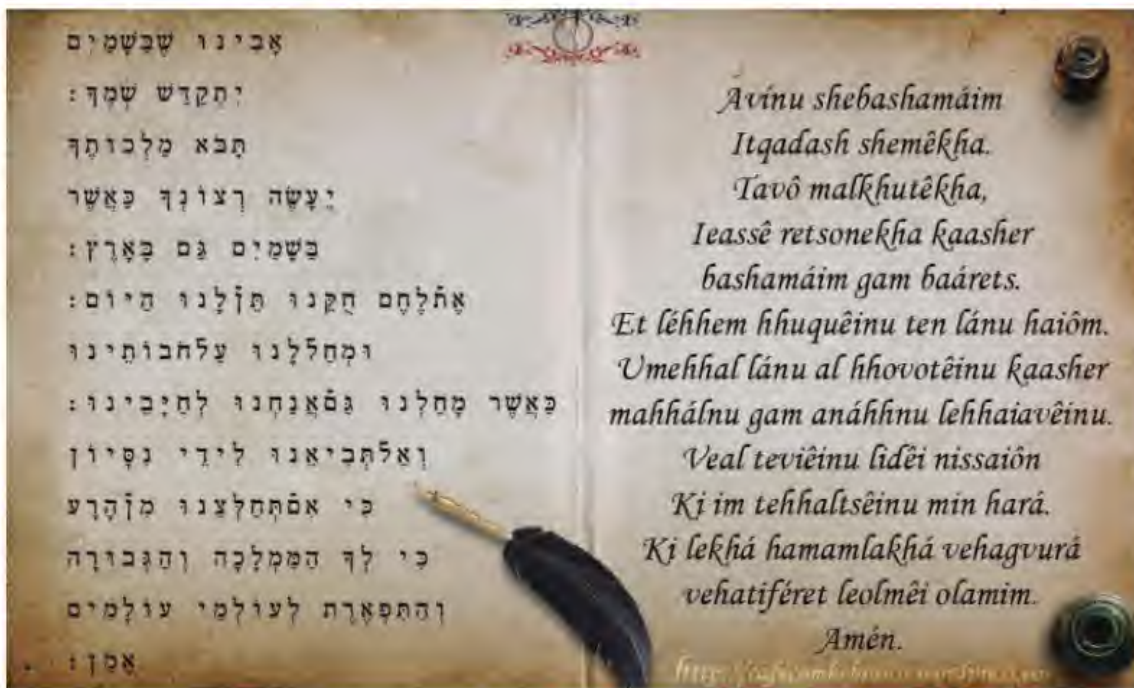 אָבִינוּ שֶׁבַּשָּׁמַיִם
יִתְקַדֵּשׁ שְׁמֶךָ:
תָּבֹא מַלְכוּתֶךָ
יֵעָשֶׂה רְצוֹנְךָ כַּאֲשֶׁר
בַּשָּׁמַיִם גַּם בָּאָרֶץ:
אֶת־לֶחֶם חֻקֵּנוּ תֵּן־לָנוּ הַיּוֹם:
וּמְחַל־לָנוּ עַל־חֹבוֹתֵינוּ
כַּאֲשֶׁר מָחַלְנוּ גַּם־אֲנַחְנוּ לְחַיָּבֵינוּ:
וְאַל־תְּבִיאֵנוּ לִידֵי נִסָּיוֹן
כִּי אִם־תְּחַלְּצֵנוּ מִן־הָרָע
כִּי לְךָ הַמַּמְלָכָה וְהַגְּבוּרָה
וְהַתִּפְאֶרֶת לְעוֹלְמֵי עוֹלָמִים
אָמֵן:
Avínu shebashamáim
Itqadash shemêkha.
Tavô malkhutêkha,
Ieassê retsonekha kaasher
bashamáim gam baárets.
Et léhhem hhuquêinu ten lánu haiôm.
Umehhal lánu al hhovotêinu kaasher
mahhálnu gam anáhhnu lehhaiavêinu.
Veal teviêinu lidêi nissaiôn
Ki im tehhaltsêinu min hará.
Ki lekhá hamamlakhá vehagvurá
vehatiféret leolmêi olamim.
Amén.